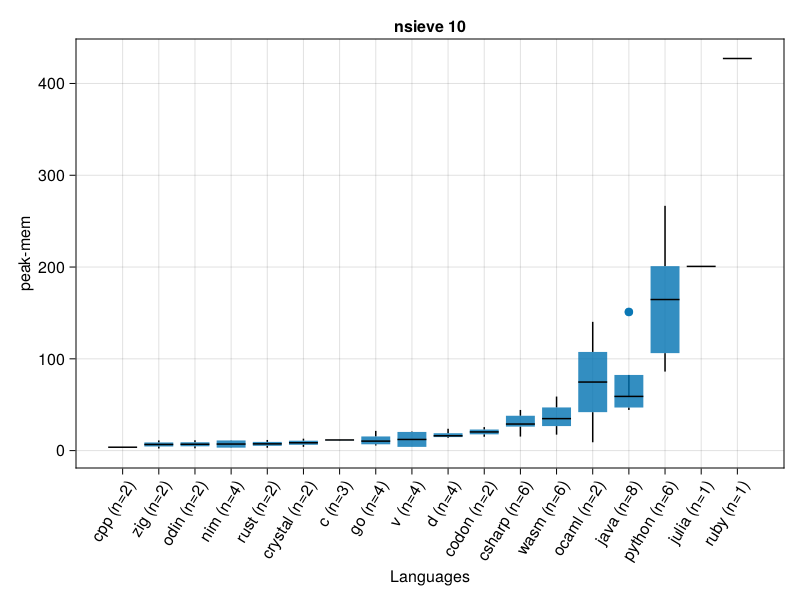 nsieve 10
peak-mem
400
300
200
100
0
cpp (n=2)
zig (n=2)
odin (n=2)
nim (n=4)
rust (n=2)
crystal (n=2)
c (n=3)
go (n=4)
v (n=4)
d (n=4)
codon (n=2)
csharp (n=6)
wasm (n=6)
ocaml (n=2)
java (n=8)
python (n=6)
julia (n=1)
ruby (n=1)
Languages